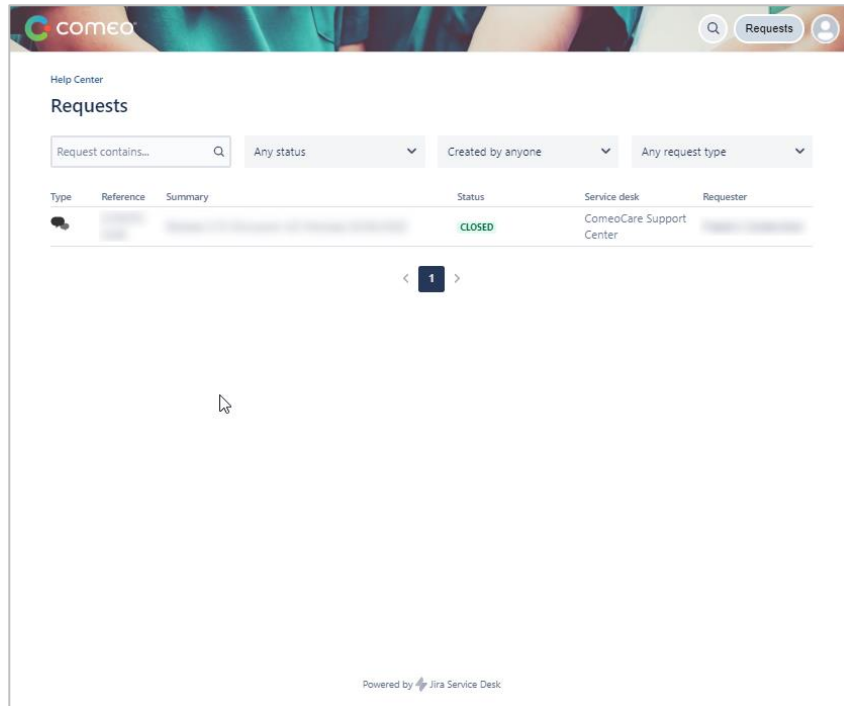 comeo
Requests
Help Center
Requests
Request contains...
Any status
Created by anyone
Any request type
Type Reference Summary Status Service desk Requester
CLOSED
ComeoCare Support
Center
1
Powered by Jira Service Desk